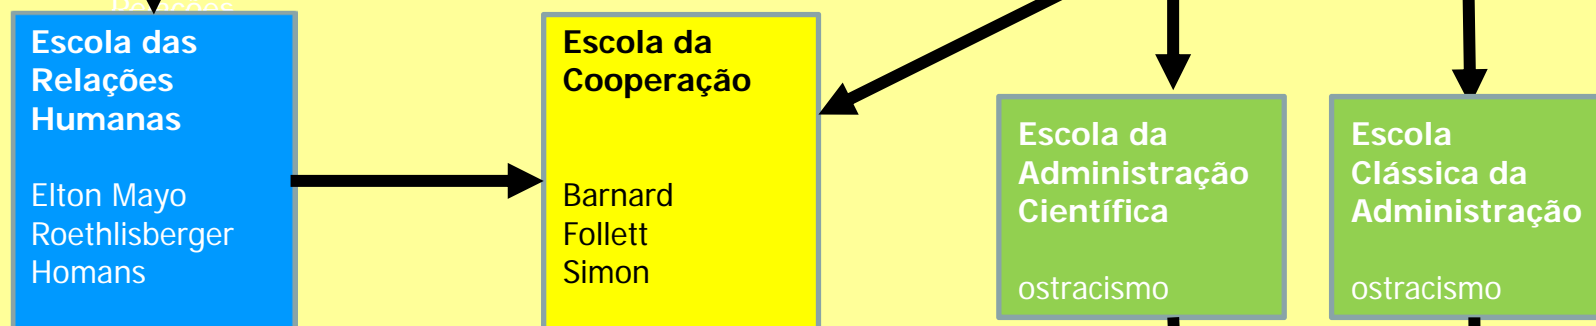 Escola das
Relações
Humanas
Elton Mayo
Roethlisberger
Homans
Escola da
Cooperação
Barnard
Follett
Simon
Escola da
Administração
Científica
ostracismo
Escola
Clássica da
Administração
ostracismo